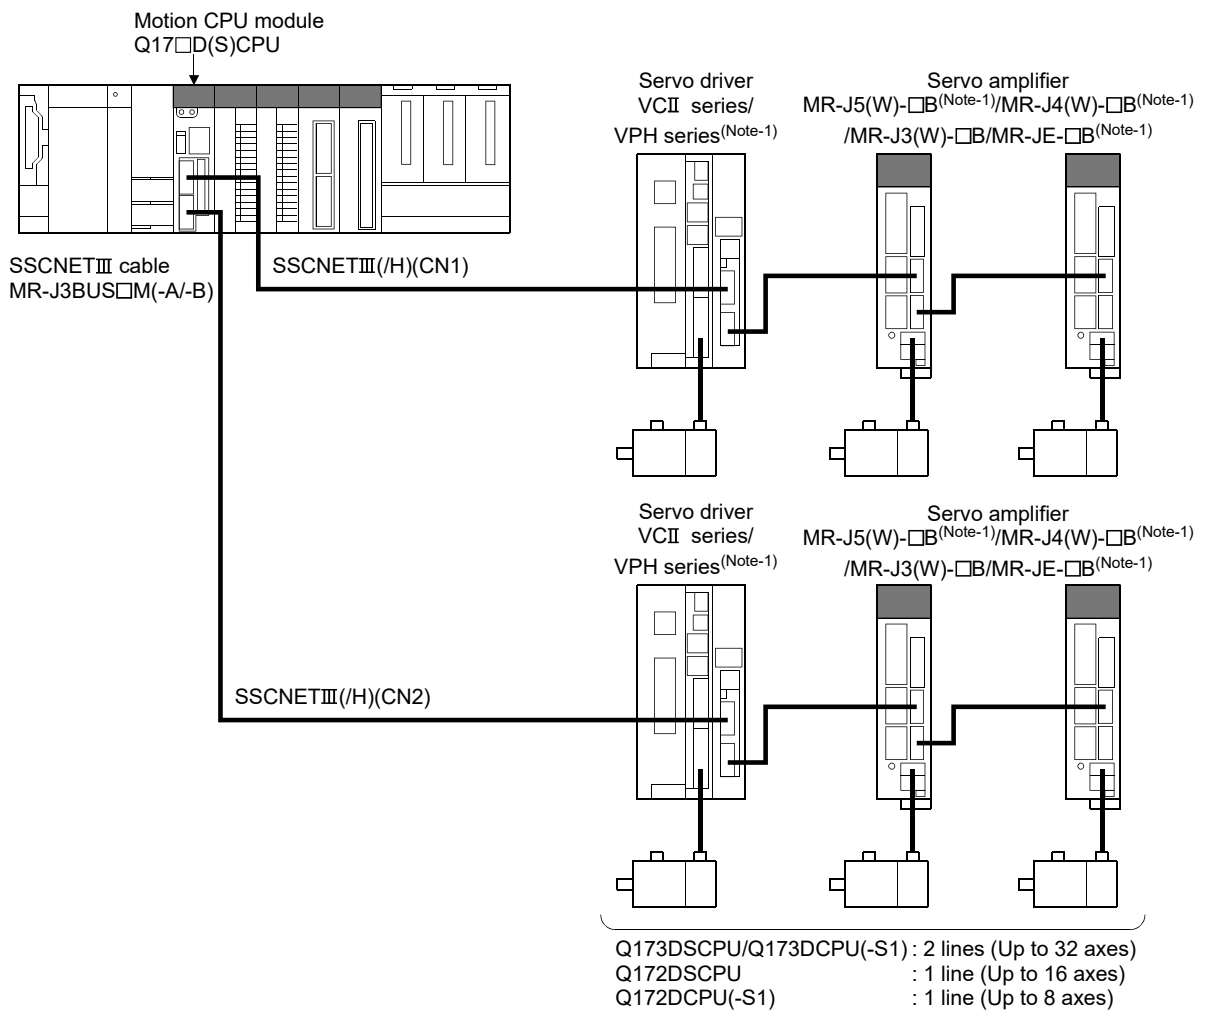 Motion CPU module
Q17□D(S)CPU
Servo driver
VCⅡ series/
VPH series(Note-1)
Servo amplifier
MR-J5(W)-□B(Note-1)/MR-J4(W)-□B(Note-1)
/MR-J3(W)-□B/MR-JE-□B(Note-1)
SSCNETⅢ cable
MR-J3BUS□M(-A/-B)
SSCNETⅢ(/H)(CN1)
Servo driver
VCⅡ series/
VPH series(Note-1)
Servo amplifier
MR-J5(W)-□B(Note-1)/MR-J4(W)-□B(Note-1)
/MR-J3(W)-□B/MR-JE-□B(Note-1)
SSCNETⅢ(/H)(CN2)
Q173DSCPU/Q173DCPU(-S1) : 2 lines (Up to 32 axes)
Q172DSCPU : 1 line (Up to 16 axes)
Q172DCPU(-S1) : 1 line (Up to 8 axes)